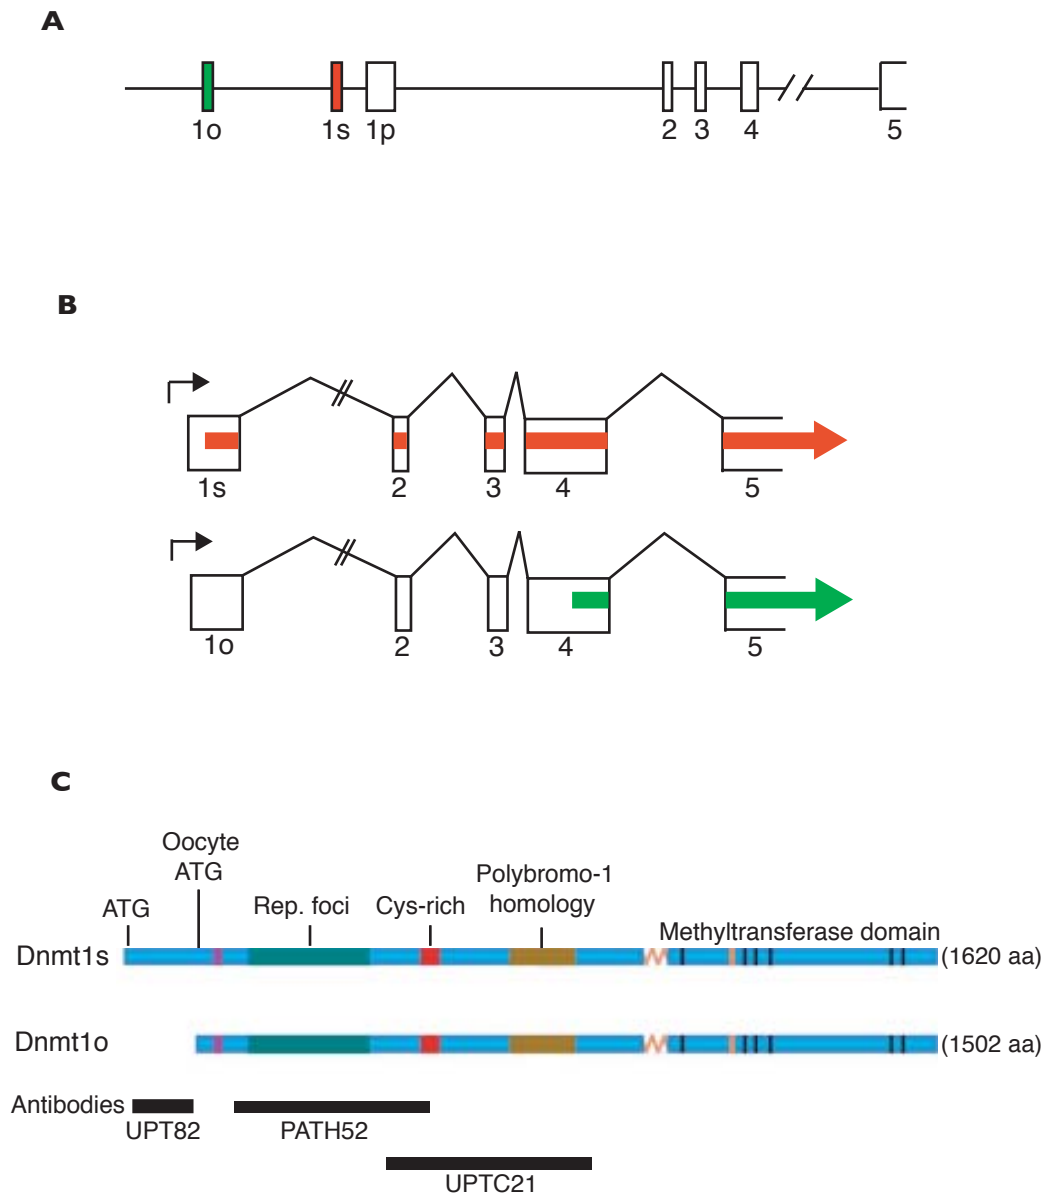 A
1o 1s 1p 2 3 4 5
B
1s 2 3 4 5
1o 2 3 4 5
C
Oocyte
ATG
ATG
Rep. foci
Cys-rich
Polybromo-1
homology
Methyltransferase domain
Dnmt1s (1620 aa)
Dnmt1o (1502 aa)
Antibodies
UPT82 PATH52
UPTC21